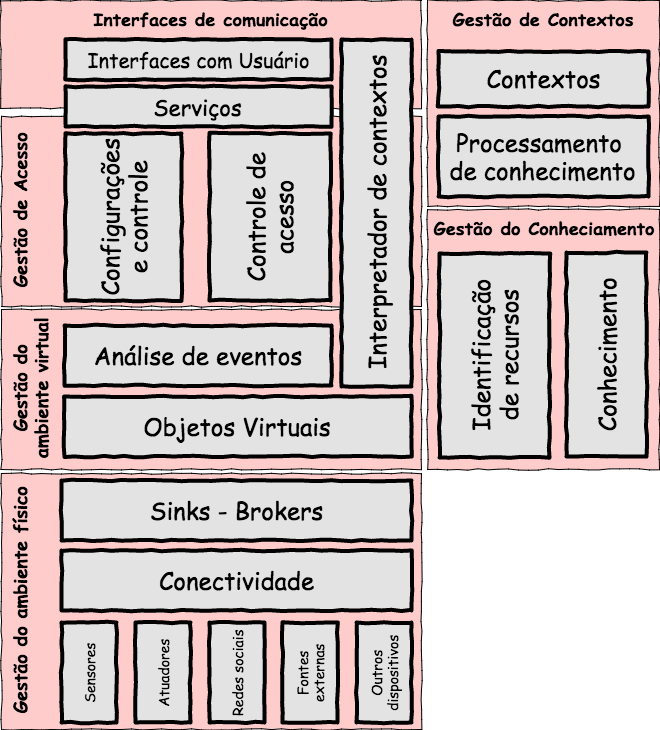 Interfaces de comunicação
Interfaces com Usuário
Serviços
Gestão de Acesso
Configurações
e controle
Controle de
acesso
Interpretador de contextos
Gestão do
ambiente virtual
Análise de eventos
Objetos Virtuais
Gestão do ambiente físico
Sinks - Brokers
Conectividade
Sensores
Atuadores
Redes sociais
Fontes
externas
Outros
dispositivos
Gestão de Contextos
Contextos
Processamento
de conhecimento
Gestão do Conheciamento
Identificação
de recursos
Conhecimento